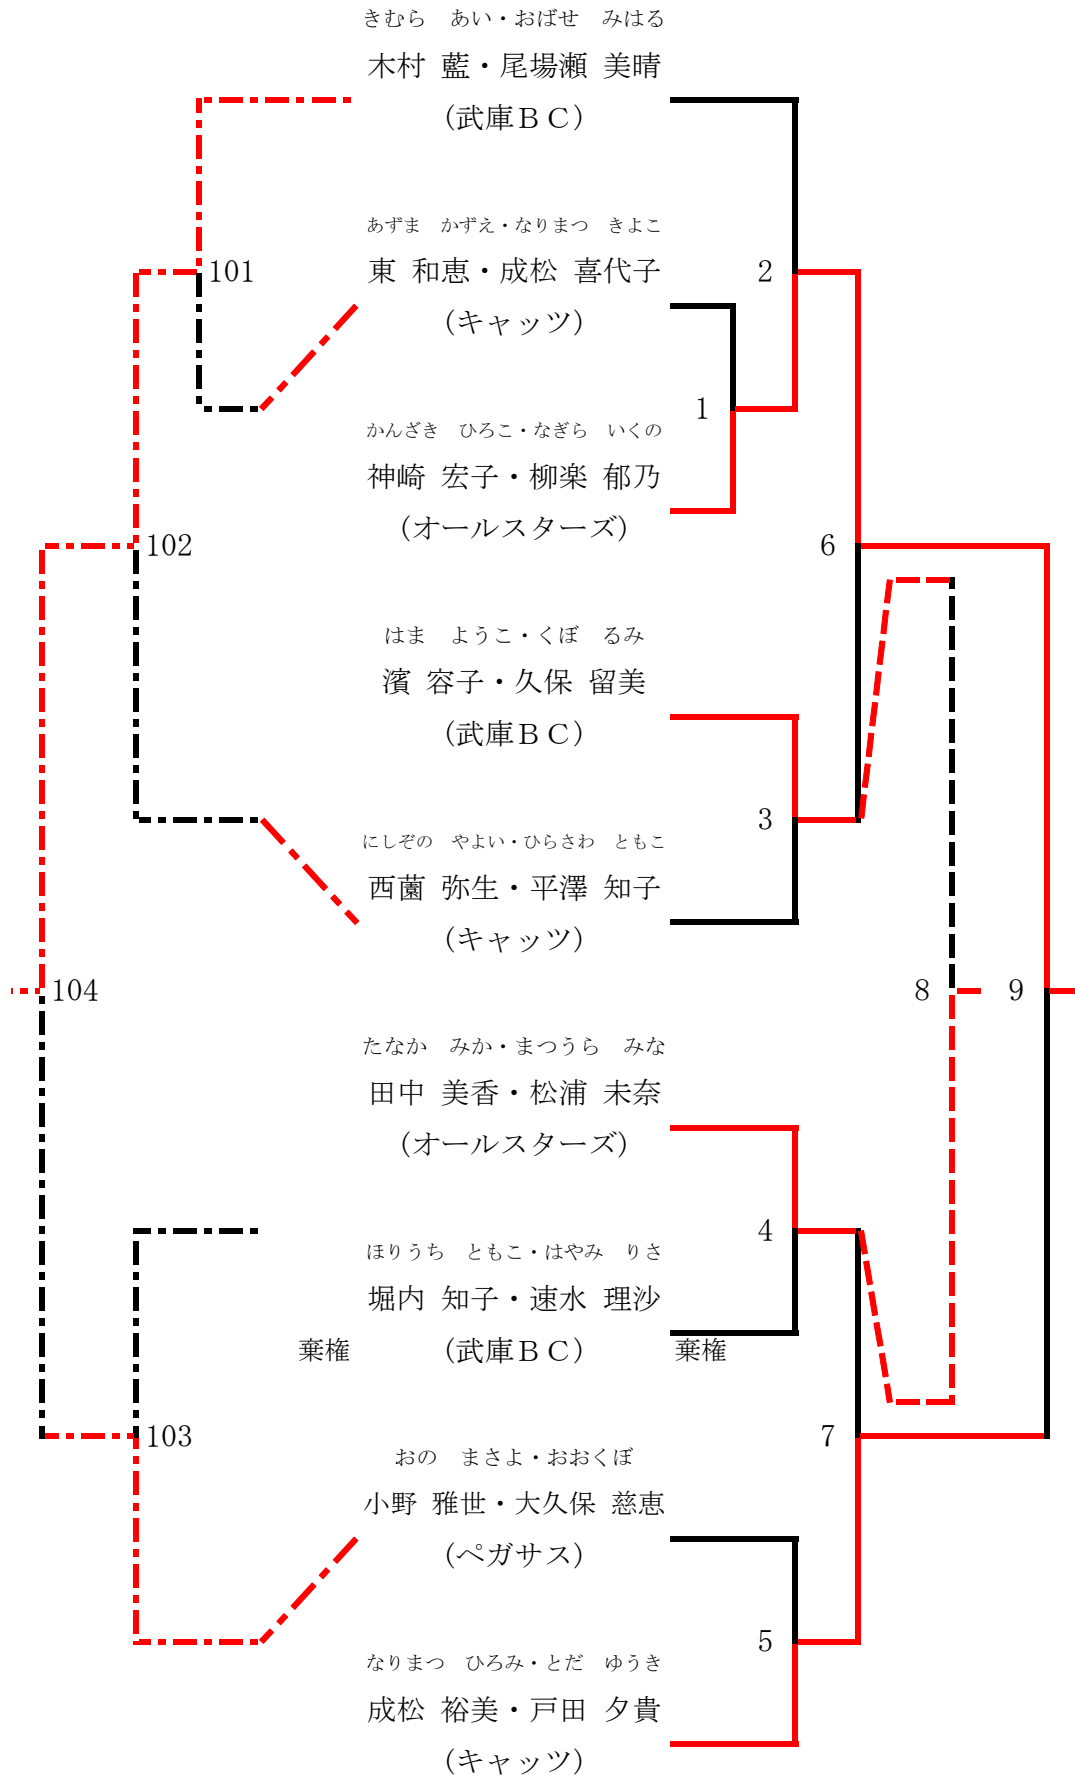 きむら　あい・おばせ　みはる
木村 藍・尾場瀬 美晴
(武庫ＢＣ)
あずま　かずえ・なりまつ　きよこ
101
東 和恵・成松 喜代子
2
(キャッツ)
1
かんざき　ひろこ・なぎら　いくの
神崎 宏子・柳楽 郁乃
(オールスターズ)
102
6
はま　ようこ・くぼ　るみ
濱 容子・久保 留美
(武庫ＢＣ)
3
にしぞの　やよい・ひらさわ　ともこ
西薗 弥生・平澤 知子
(キャッツ)
104
8
9
たなか　みか・まつうら　みな
田中 美香・松浦 未奈
(オールスターズ)
4
ほりうち　ともこ・はやみ　りさ
堀内 知子・速水 理沙
棄権
(武庫ＢＣ)
棄権
103
7
おの　まさよ・おおくぼ
小野 雅世・大久保 慈恵
(ペガサス)
5
なりまつ　ひろみ・とだ　ゆうき
成松 裕美・戸田 夕貴
(キャッツ)